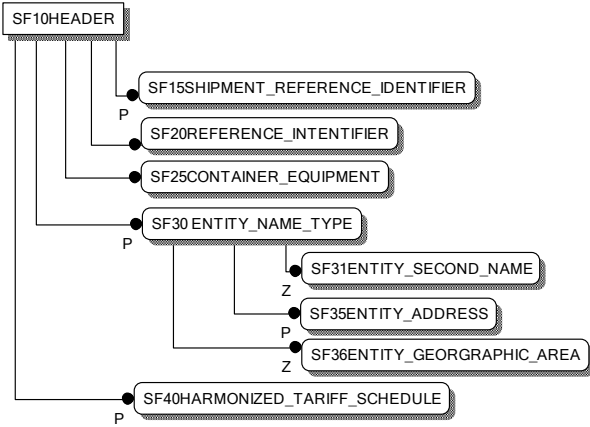 SF10HEADER
SF15SHIPMENT_REFERENCE_IDENTIFIER
P
SF20REFERENCE_INTENTIFIER
SF25CONTAINER_EQUIPMENT
SF30 ENTITY_NAME_TYPE
P
SF31ENTITY_SECOND_NAME
Z
SF35ENTITY_ADDRESS
P
SF36ENTITY_GEORGRAPHIC_AREA
Z
SF40HARMONIZED_TARIFF_SCHEDULE
P